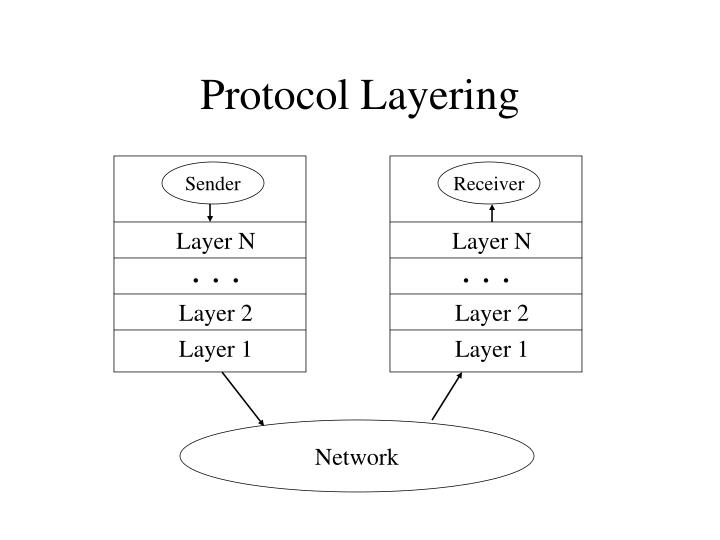 Protocol Layering
Sender
Receiver
Layer N
Layer N
. . .
. . .
Layer 2
Layer 2
Layer 1
Layer 1
Network